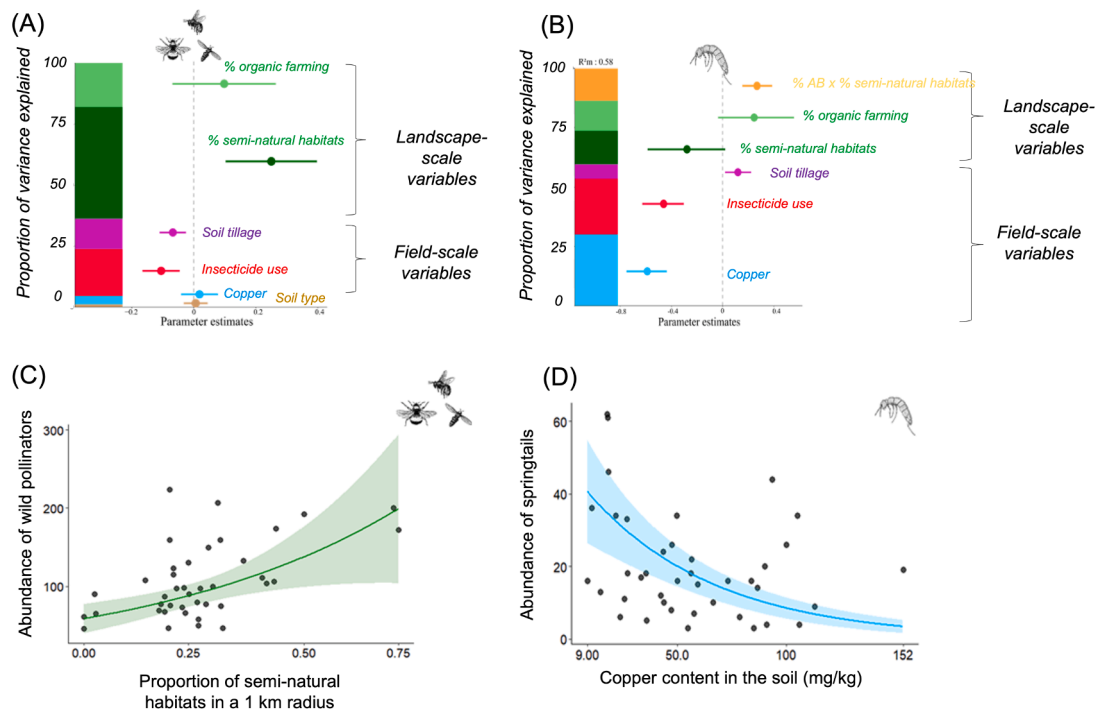 (A)
Proportion of variance explained
100
75
50
25
0
% organic farming
% semi-natural habitats
Soil tillage
Insecticide use
Copper
Soil type
−0.2
0
0.2
0.4
Parameter estimates
Landscape-
scale
variables
Field-scale
variables
(B)
R²m : 0.58
Proportion of variance explained
100
75
50
25
0
% AB x % semi-natural habitats
% organic farming
% semi-natural habitats
Soil tillage
Insecticide use
Copper
-0.8
-0.4
0
0.4
Parameter estimates
Landscape-
scale
variables
Field-scale
variables
(C)
Abundance of wild pollinators
300
200
100
0.00
0.25
0.50
0.75
Proportion of semi-natural
habitats in a 1 km radius
(D)
Abundance of springtails
60
40
20
0
9.00
50.0
100
152
Copper content in the soil (mg/kg)